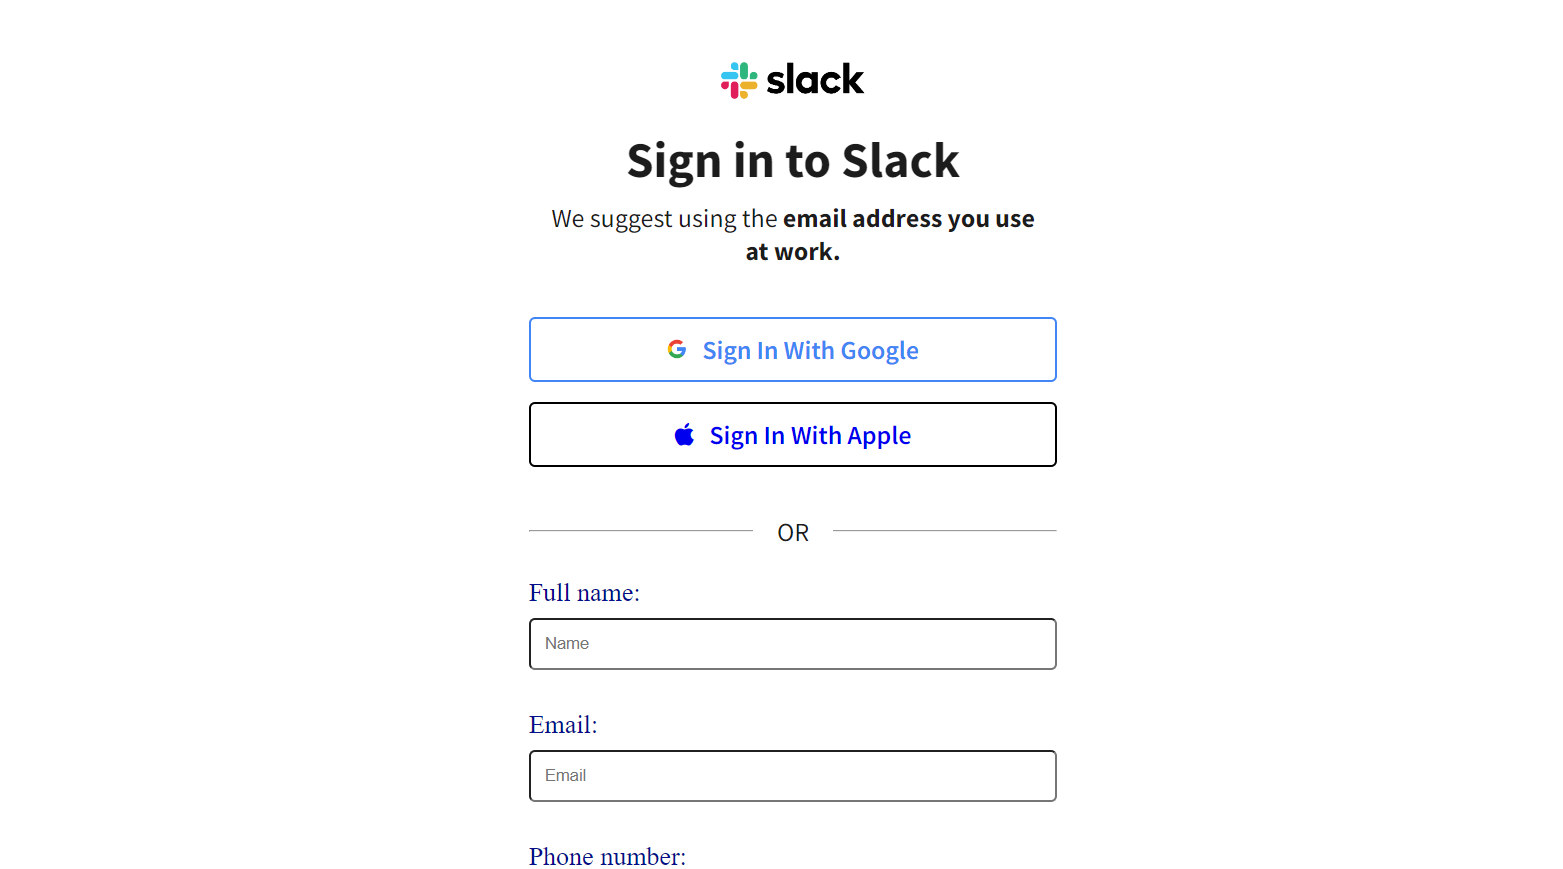 slack
Sign in to Slack
We suggest using the email address you use
at work.
Sign In With Google
Sign In With Apple
OR
Full name:
Name
Email:
Email
Phone number: